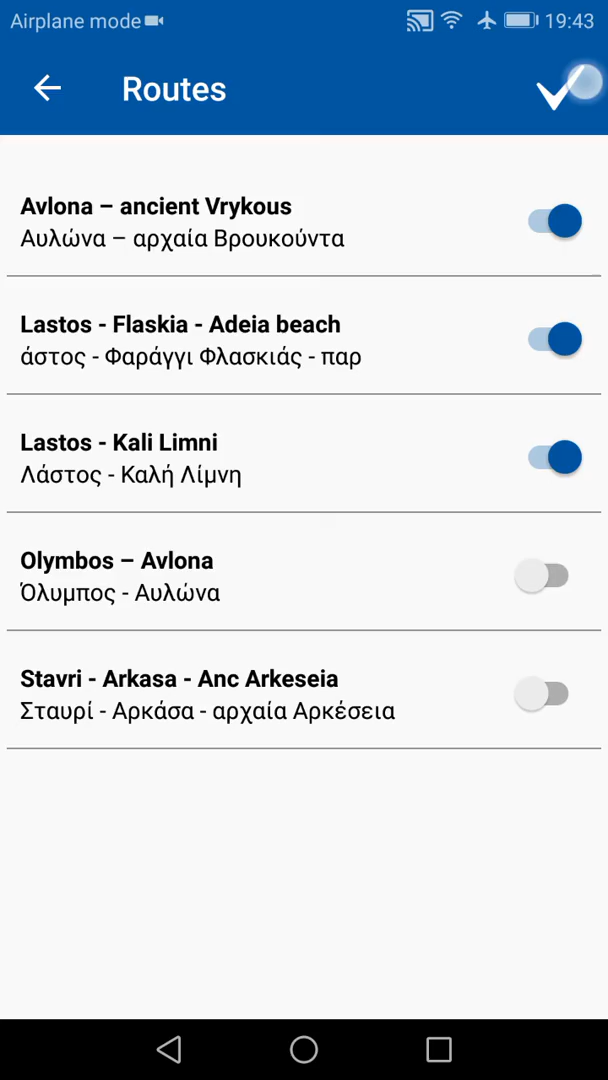 Airplane mode 19:43
Routes
Avlona – ancient Vrykous
Αυλώνα – αρχαία Βρουκούντα
Lastos - Flaskia - Adeia beach
άστος - Φαράγγι Φλασκιάς - παρ
Lastos - Kali Limni
Λάστος - Καλή Λίμνη
Olymbos – Avlona
Όλυμπος - Αυλώνα
Stavri - Arkasa - Anc Arkeseia
Σταυρί - Αρκάσα - αρχαία Αρκέσεια